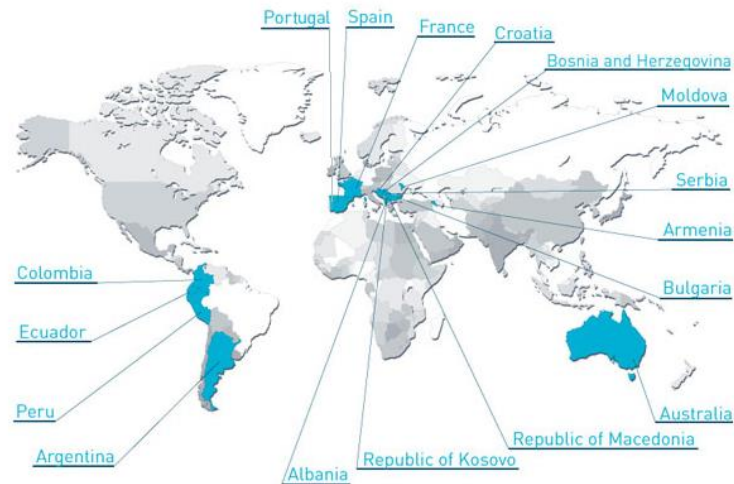 Portugal
Spain
France
Croatia
Bosnia and Herzegovina
Moldova
Serbia
Armenia
Bulgaria
Colombia
Ecuador
Peru
Argentina
Albania
Republic of Kosovo
Republic of Macedonia
Australia